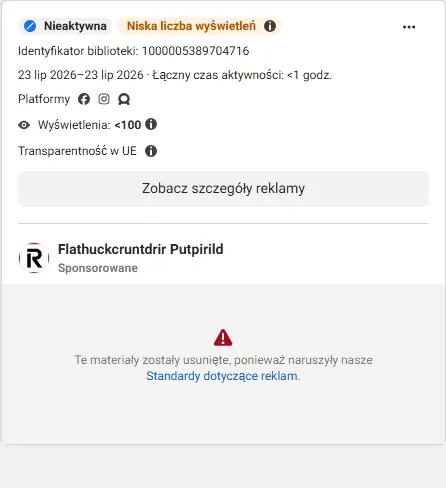 Nieaktywna Niska liczba wyświetleń
Identyfikator biblioteki: 1000005389704716
23 lip 2026–23 lip 2026 · Łączny czas aktywności: <1 godz.
Platformy
Wyświetlenia: <100
Transparentność w UE
Zobacz szczegóły reklamy
R
Flathuckcruntdrir Putpirild
Sponsorowane
Te materiały zostały usunięte, ponieważ naruszyły nasze
Standardy dotyczące reklam.